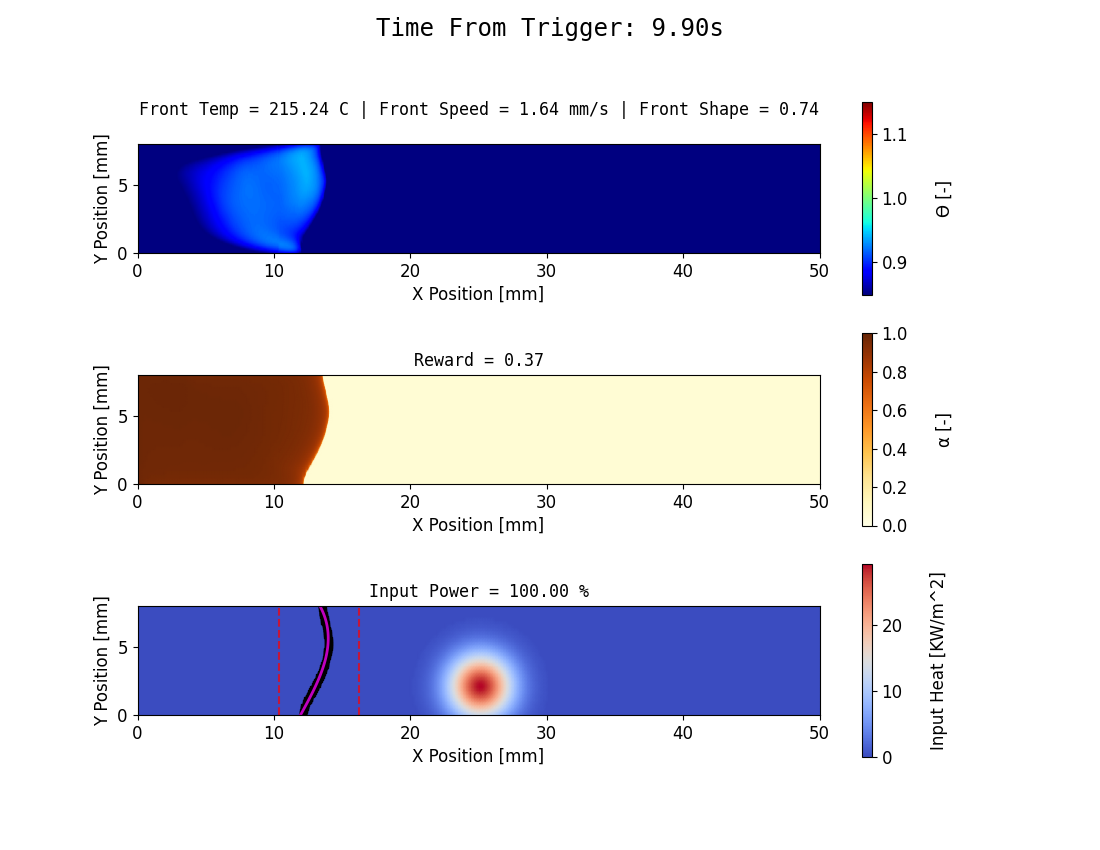 Time From Trigger: 9.90s
Front Temp = 215.24 C | Front Speed = 1.64 mm/s | Front Shape = 0.74
Y Position [mm]
5
0
0 10 20 30 40 50
X Position [mm]
1.1
1.0
0.9
Θ [-]
Reward = 0.37
Y Position [mm]
5
0
0 10 20 30 40 50
X Position [mm]
1.0
0.8
0.6
0.4
0.2
0.0
α [-]
Input Power = 100.00 %
Y Position [mm]
5
0
0 10 20 30 40 50
X Position [mm]
20
10
0
Input Heat [KW/m^2]